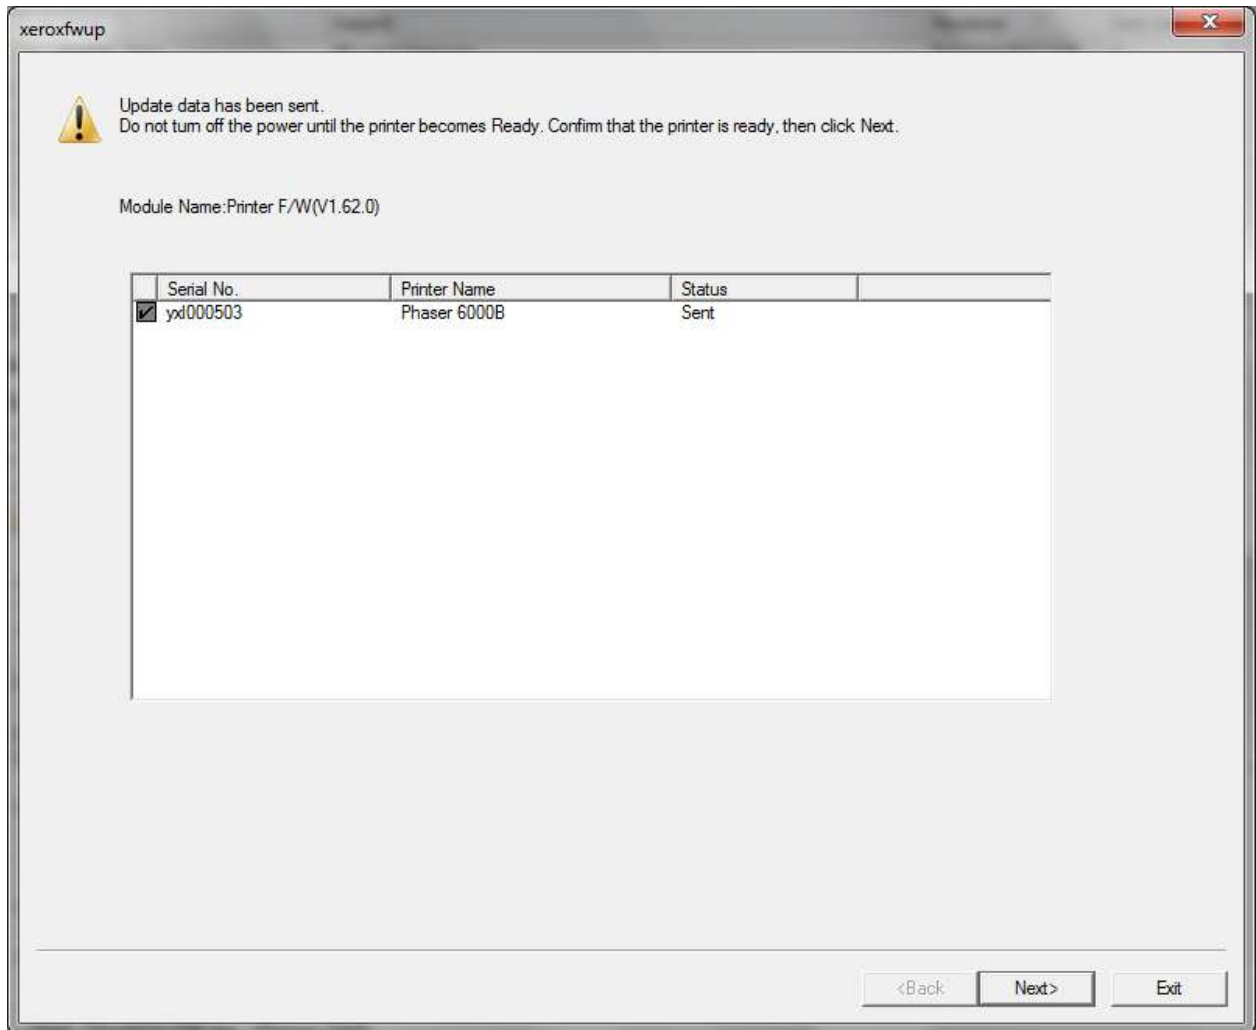 xeroxfwup
Update data has been sent.
Do not turn off the power until the printer becomes Ready. Confirm that the printer is ready, then click Next.
Module Name:Printer F/W(V1.62.0)
Serial No. Printer Name Status
yxl000503 Phaser 6000B Sent
<Back Next> Exit